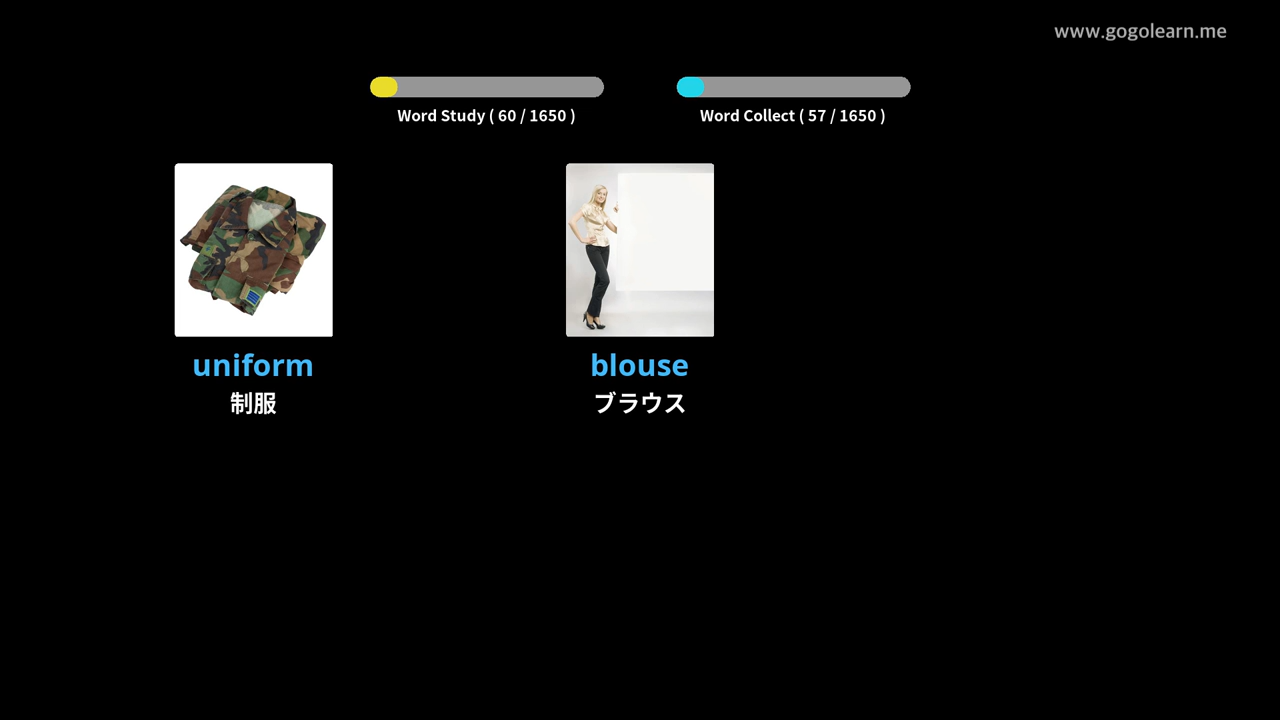 www.gogolearn.me
Word Study ( 60 / 1650 )
Word Collect ( 57 / 1650 )
uniform
制服
blouse
ブラウス